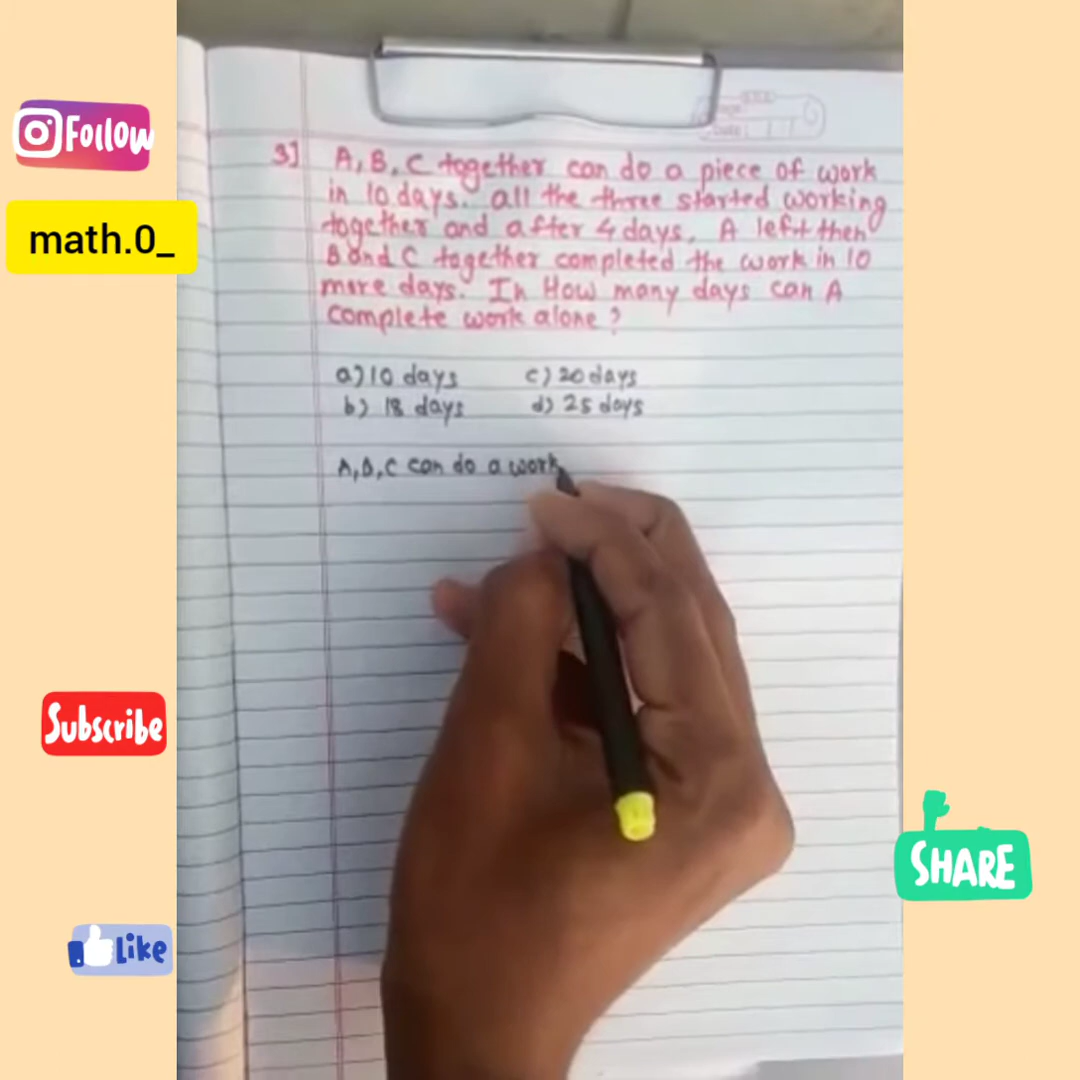 Follow
math.0_
3] A, B, C together can do a piece of work
in 10 days. all the three started working
together and after 4 days, A left then
B and C together completed the work in 10
more days. In How many days can A
complete work alone?
a) 10 days c) 20 days
b) 18 days d) 25 days
A, B, C can do a work
Subscribe
SHARE
Like